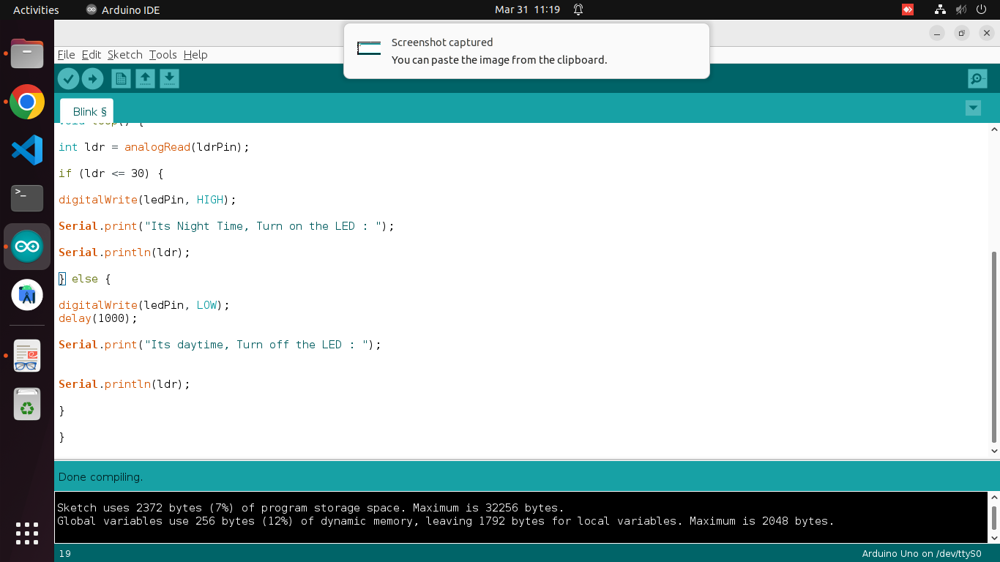 Activities
Arduino IDE
Mar 31 11:19
Screenshot captured
You can paste the image from the clipboard.
File Edit Sketch Tools Help
Blink §
void loop() {
int ldr = analogRead(ldrPin);
if (ldr <= 30) {
digitalWrite(ledPin, HIGH);
Serial.print("Its Night Time, Turn on the LED : ");
Serial.println(ldr);
} else {
digitalWrite(ledPin, LOW);
delay(1000);
Serial.print("Its daytime, Turn off the LED : ");
Serial.println(ldr);
}
}
Done compiling.
Sketch uses 2372 bytes (7%) of program storage space. Maximum is 32256 bytes.
Global variables use 256 bytes (12%) of dynamic memory, leaving 1792 bytes for local variables. Maximum is 2048 bytes.
19
Arduino Uno on /dev/ttyS0